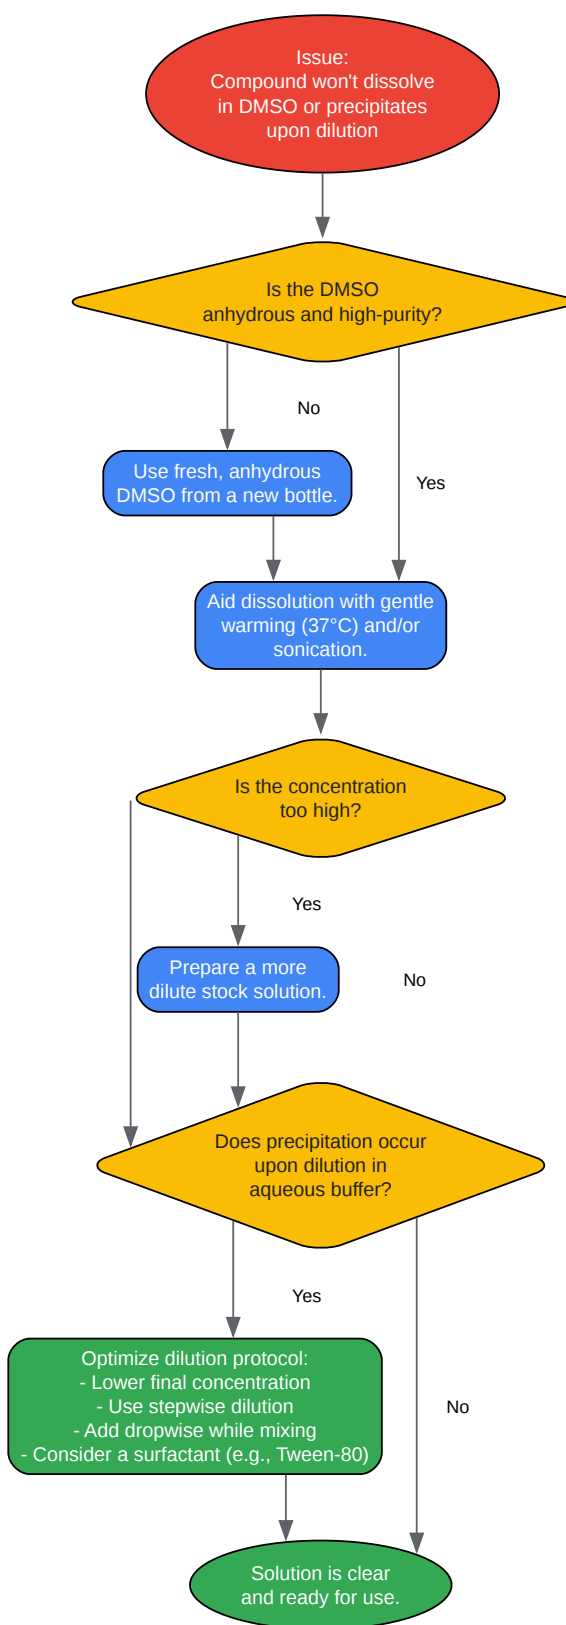 Issue:
Compound won't dissolve
in DMSO or precipitates
upon dilution
Is the DMSO
anhydrous and high-purity?
No
Yes
Use fresh, anhydrous
DMSO from a new bottle.
Aid dissolution with gentle
warming (37°C) and/or
sonication.
Is the concentration
too high?
Yes
Prepare a more
dilute stock solution.
No
Does precipitation occur
upon dilution in
aqueous buffer?
Yes
Optimize dilution protocol:
- Lower final concentration
- Use stepwise dilution
- Add dropwise while mixing
- Consider a surfactant (e.g., Tween-80)
No
Solution is clear
and ready for use.